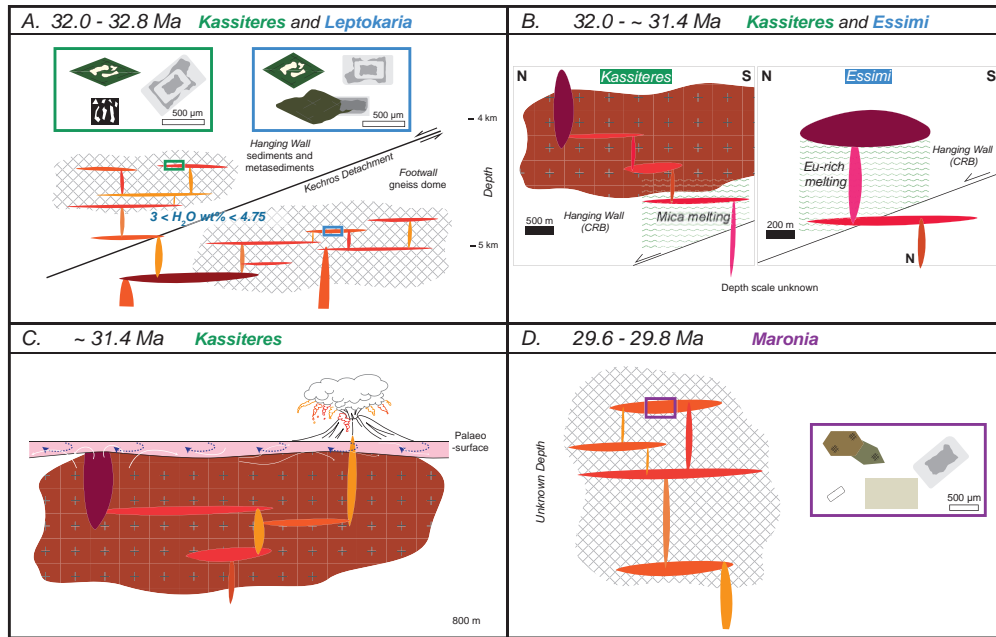 A. 32.0 - 32.8 Ma Kassiteres and Leptokaria
500 µm
500 µm
4 km
Hanging Wall
sediments and
metasediments
Kechros Detachment
Footwall
gneiss dome
Depth
3 < H2O wt% < 4.75
5 km
B. 32.0 - ~ 31.4 Ma Kassiteres and Essimi
N
Kassiteres
S
N
Essimi
S
Eu-rich
melting
Hanging Wall
(CRB)
500 m
Hanging Wall
(CRB)
Mica melting
200 m
N
Depth scale unknown
C. ~ 31.4 Ma Kassiteres
Palaeo
-surface
800 m
D. 29.6 - 29.8 Ma Maronia
Unknown Depth
500 µm